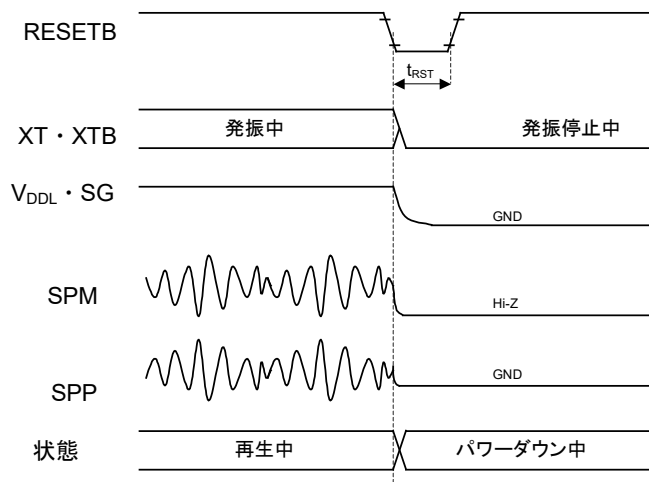 RESETB
tRST
XT・XTB
発振中
発振停止中
VDDL・SG
GND
SPM
Hi-Z
SPP
GND
状態
再生中
パワーダウン中